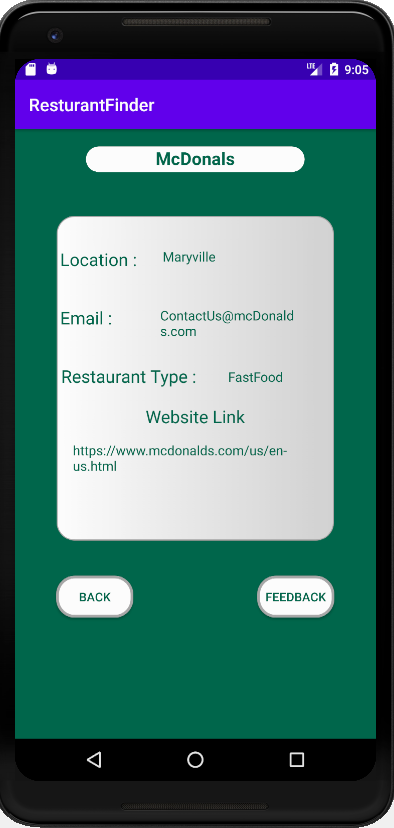 LTE 9:05
ResturantFinder
McDonals
Location : Maryville
Email : ContactUs@mcDonald
s.com
Restaurant Type : FastFood
Website Link
https://www.mcdonalds.com/us/en-
us.html
BACK FEEDBACK